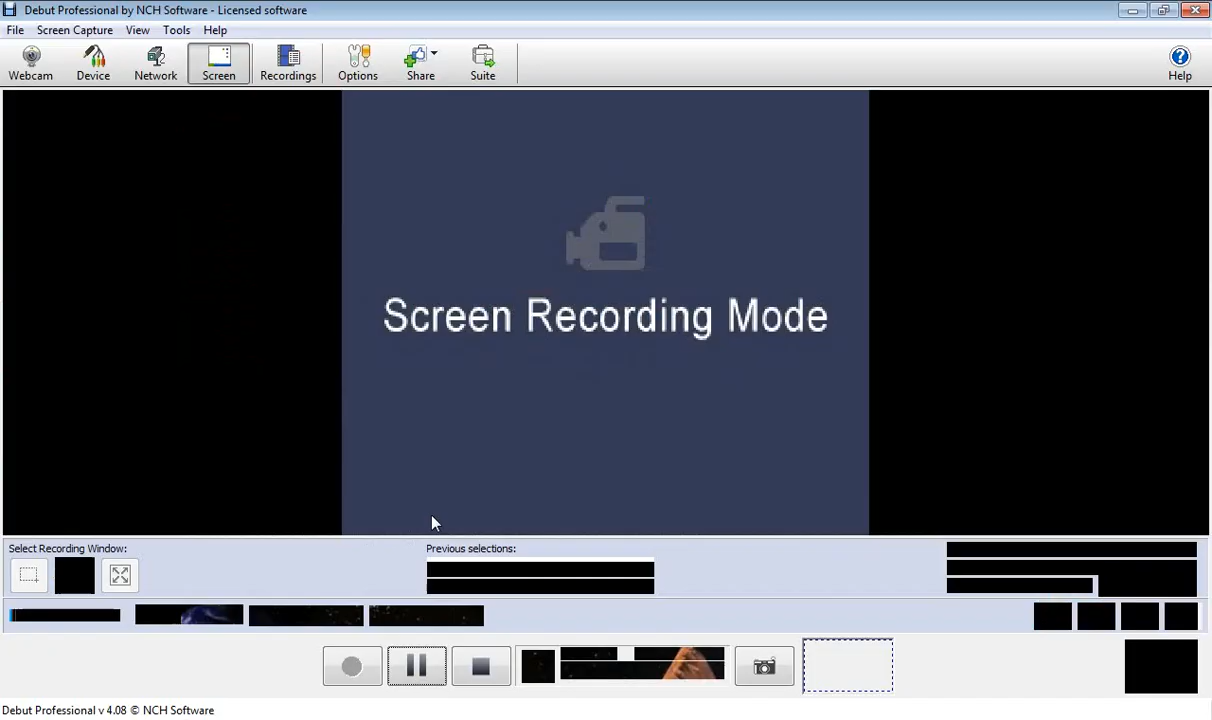 Debut Professional by NCH Software - Licensed software
File Screen Capture View Tools Help
Webcam Device Network Screen Recordings Options Share Suite Help
Screen Recording Mode
Select Recording Window: Previous selections:
Debut Professional v 4.08 © NCH Software